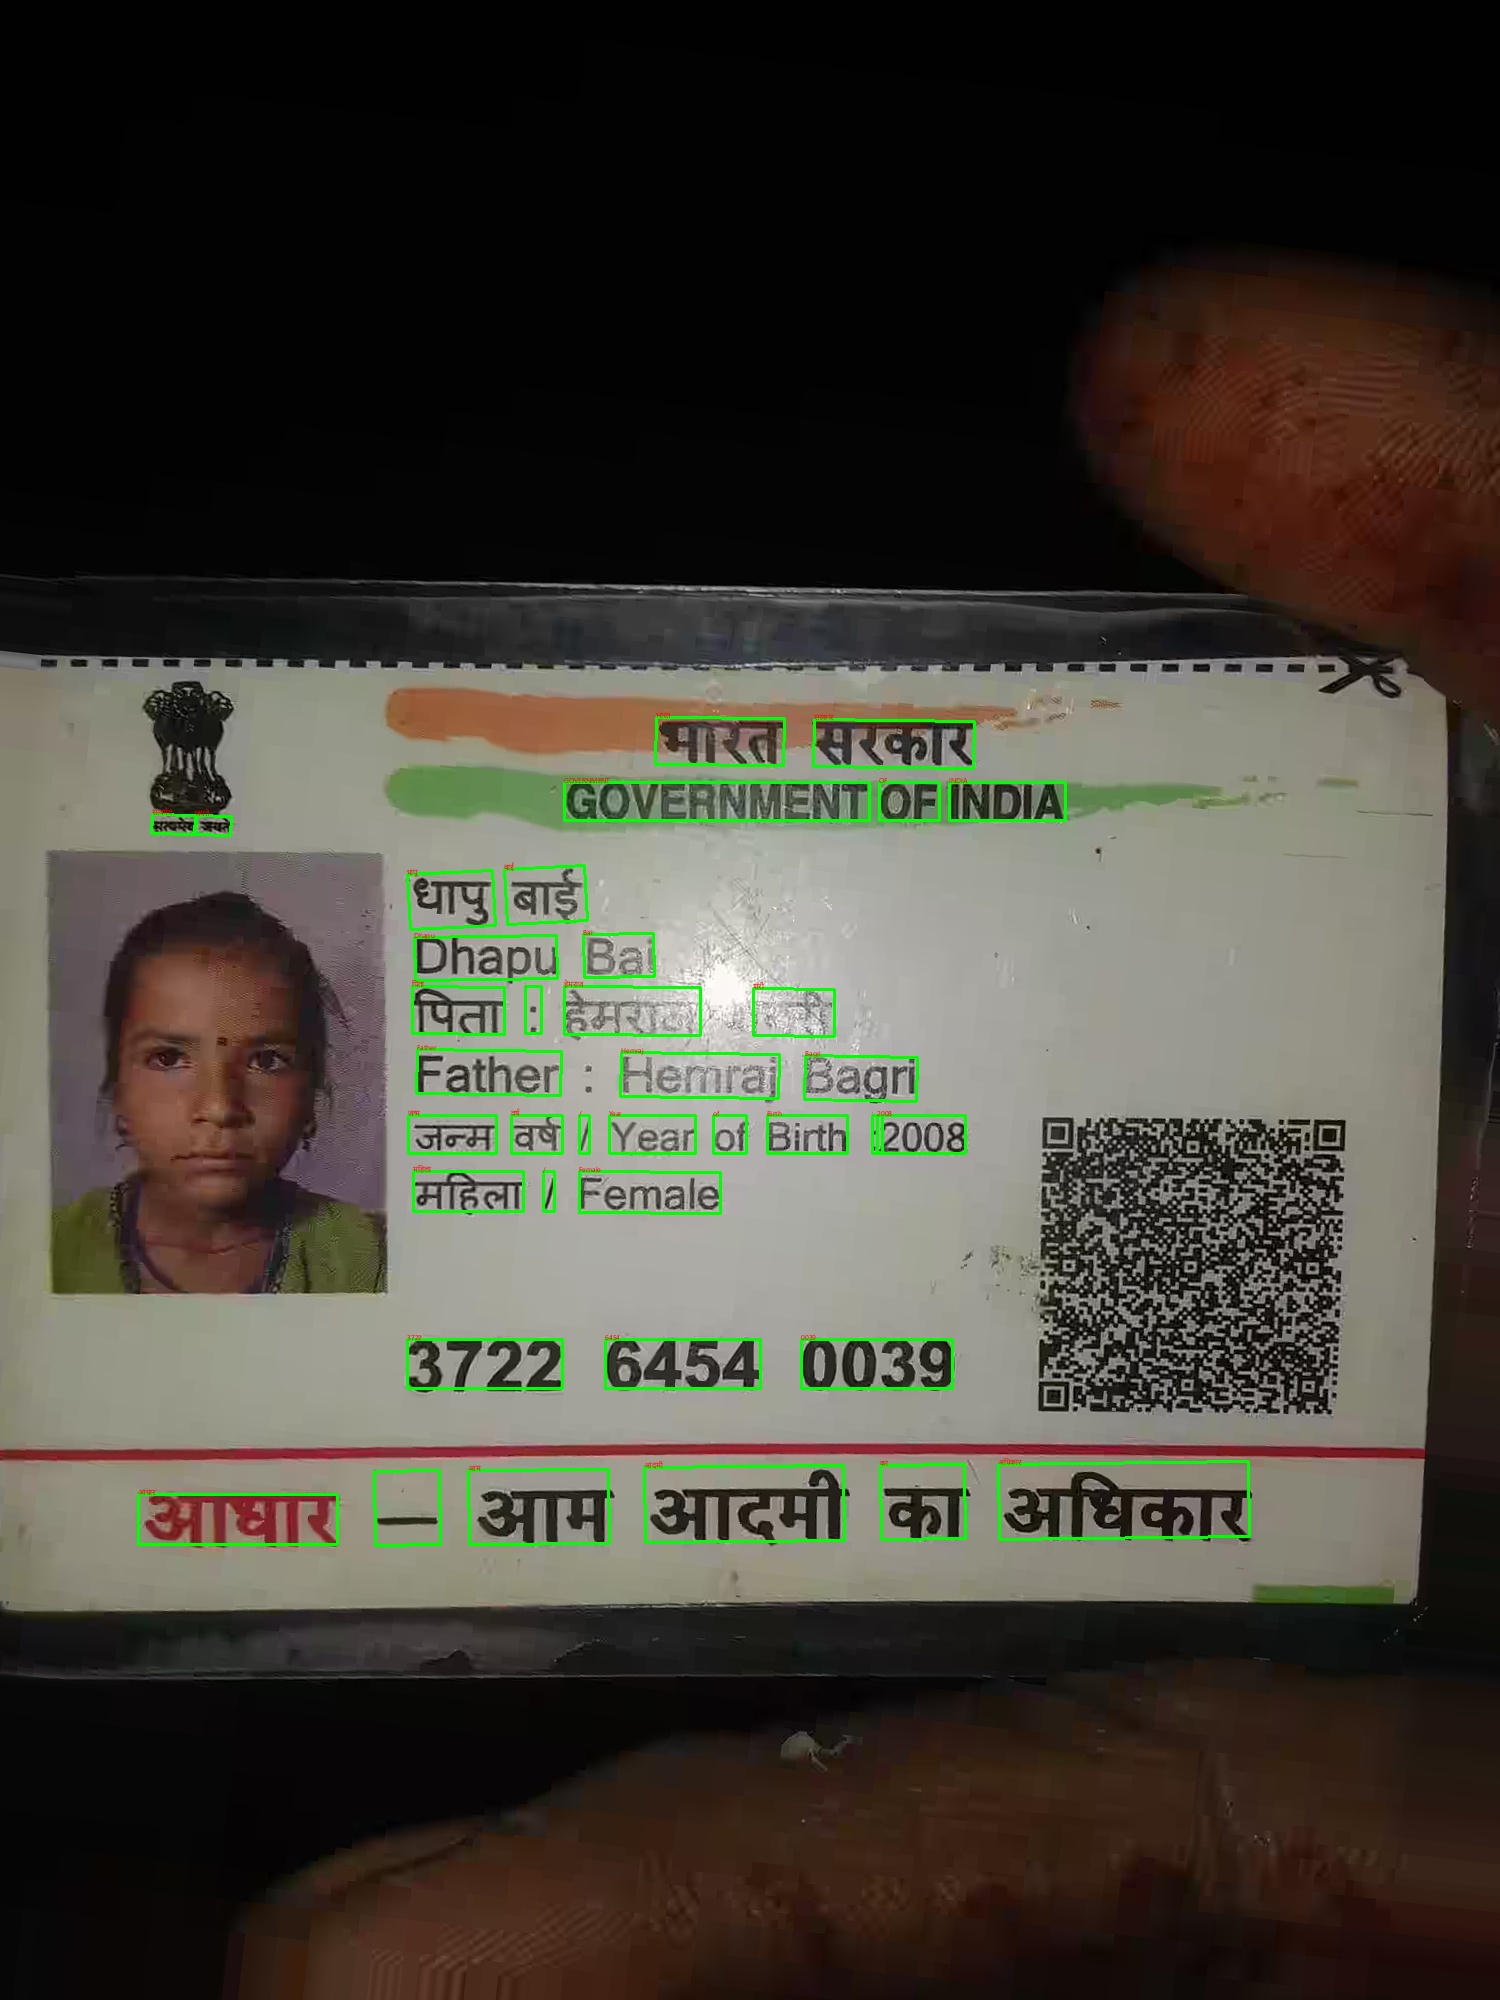 भारत सरकार
GOVERNMENT OF INDIA
सत्यमेव जयते
धापु बाई
Dhapu Bai
पिता : हेमराज
Father : Hemraj Bagri
जन्म वर्ष / Year of Birth : 2008
महिला / Female
3722 6454 0039
आधार — आम आदमी का अधिकार